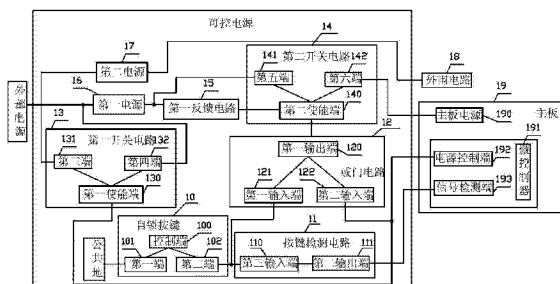 可控电源
外部电源
17
第二电源
16
第一电源
15
第一反馈电路
14
第二开关电路
141
142
第五端
第六端
第二使能端
140
18
外围电路
19
主板
主板电源
190
191
微控制器
192
电源控制端
193
信号检测端
13
第一开关电路
131
132
第三端
第四端
第一使能端
130
12
第一输出端
120
或门电路
121
122
第一输入端
第二输入端
10
自锁按键
100
控制端
101
102
第一端
第二端
公共地
11
按键检测电路
110
111
第三输入端
第二输出端